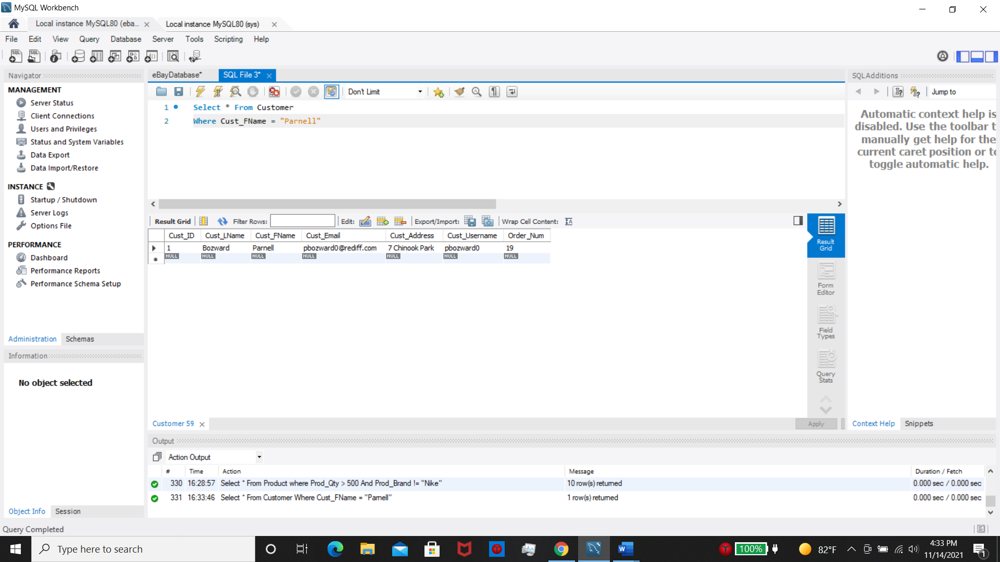 MySQL Workbench
Local instance MySQL80 (eba...
Local instance MySQL80 (sys)
File Edit View Query Database Server Tools Scripting Help
Navigator
MANAGEMENT
Server Status
Client Connections
Users and Privileges
Status and System Variables
Data Export
Data Import/Restore
INSTANCE
Startup / Shutdown
Server Logs
Options File
PERFORMANCE
Dashboard
Performance Reports
Performance Schema Setup
Administration Schemas
Information
No object selected
Object Info Session
eBayDatabase* SQL File 3*
Don't Limit
1 Select * From Customer
2 Where Cust_FName = "Parnell"
Result Grid Filter Rows: Edit: Export/Import: Wrap Cell Content:
Cust_ID Cust_LName Cust_FName Cust_Email Cust_Address Cust_Username Order_Num
1 Bozward Parnell pbozward0@rediff.com 7 Chinook Park pbozward0 19
NULL NULL NULL NULL NULL NULL NULL
Result
Grid
Form
Editor
Field
Types
Query
Stats
Customer 59
Apply
SQLAdditions
Jump to
Automatic context help is
disabled. Use the toolbar t
manually get help for the
current caret position or to
toggle automatic help.
Context Help Snippets
Output
Action Output
# Time Action Message Duration / Fetch
330 16:28:57 Select * From Product where Prod_Qty > 500 And Prod_Brand != "Nike" 10 row(s) returned 0.000 sec / 0.000 sec
331 16:33:46 Select * From Customer Where Cust_FName = "Parnell" 1 row(s) returned 0.000 sec / 0.000 sec
Query Completed
Type here to search
100%
82°F
4:33 PM
11/14/2021
1